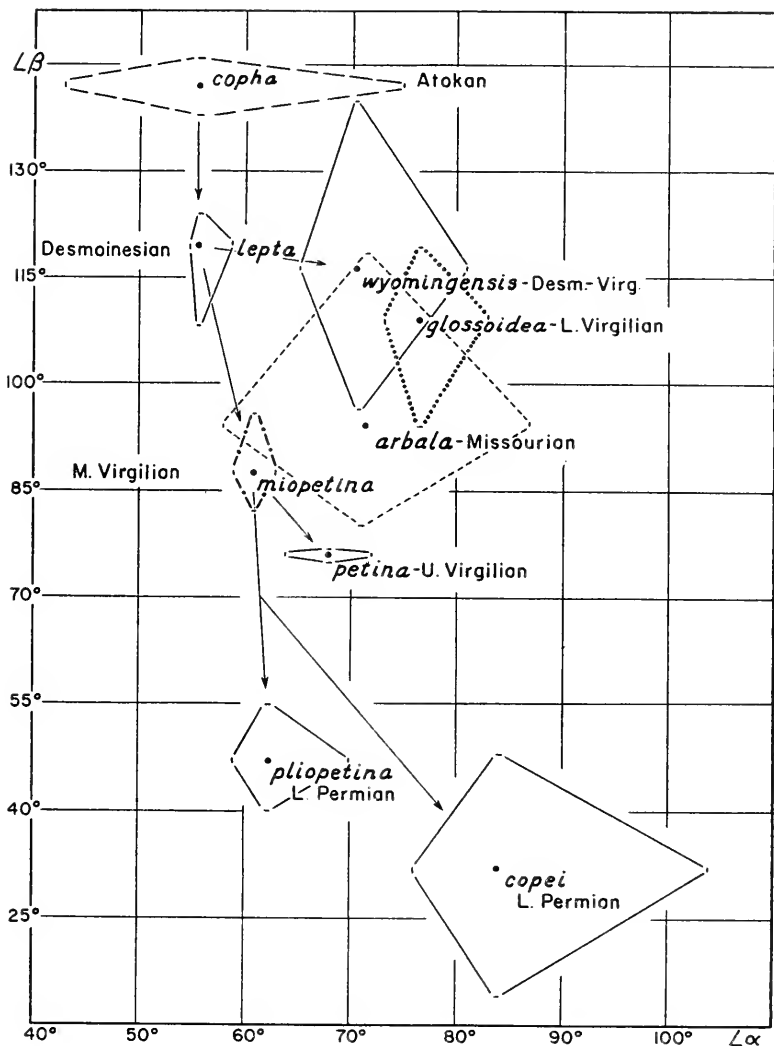 ∠β
copha
Atokan
130°
Desmoinesian
lepta
115°
wyomingensis-Desm.-Virg.
glossoidea-L. Virgilian
100°
arbala-Missourian
M. Virgilian
miopetina
85°
petina-U. Virgilian
70°
55°
pliopetina
L. Permian
40°
copei
L. Permian
25°
40° 50° 60° 70° 80° 90° 100° ∠α